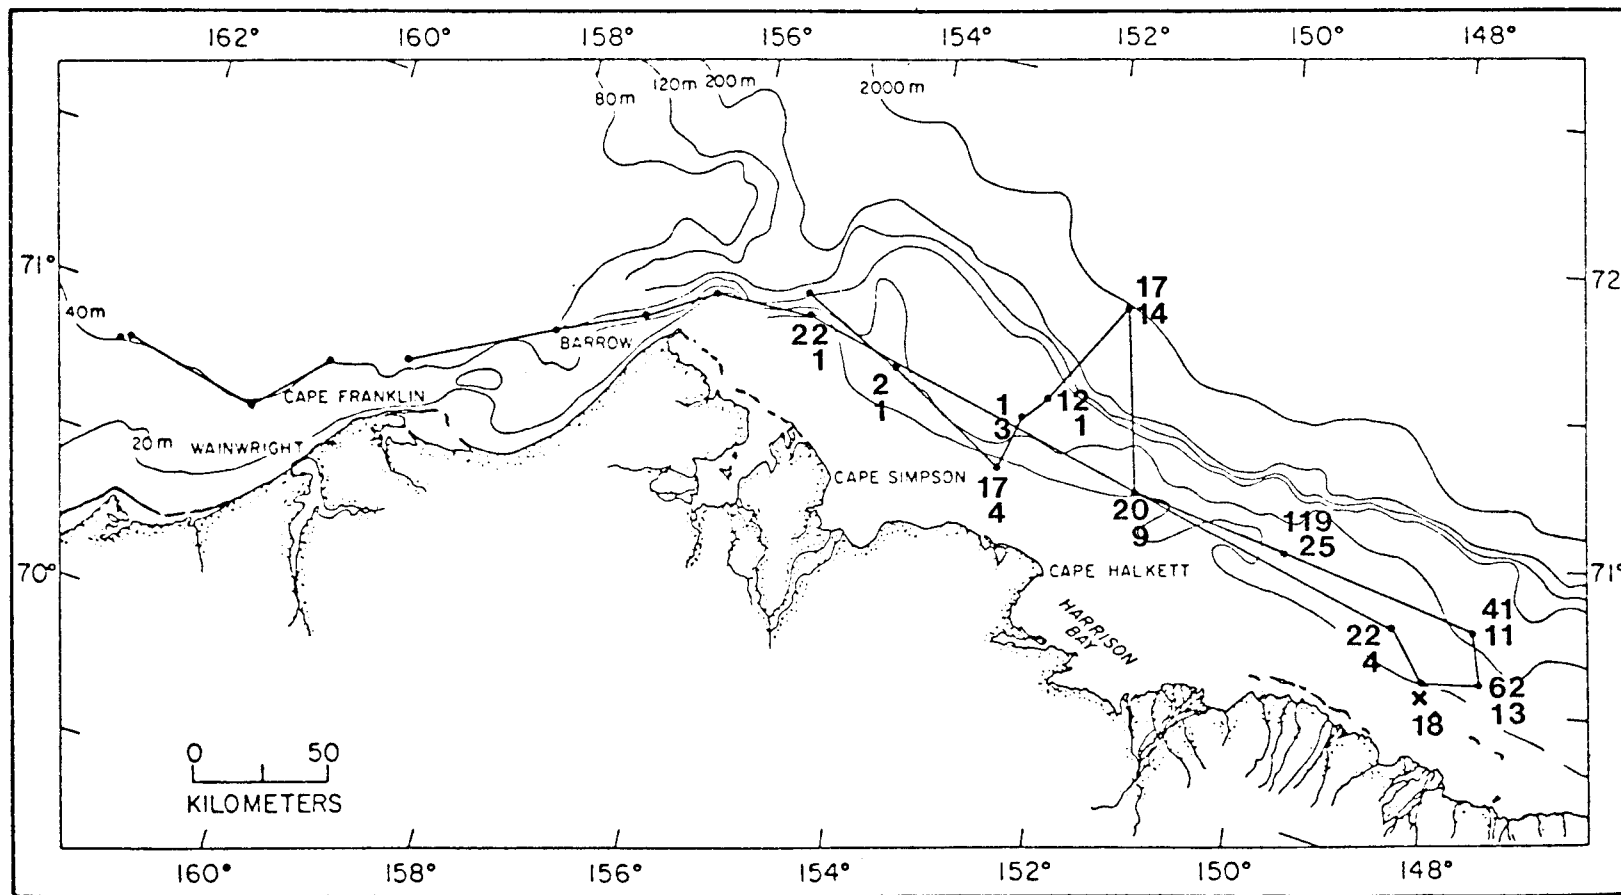 162° 160° 158° 156° 154° 152° 150° 148°
80m
120m
200m
2000m
71°
72
40m
17
14
BARROW
22
1
CAPE FRANKLIN
2
1
1
3
12
1
20m
WAINWRIGHT
CAPE SIMPSON
17
4
20
9
119
25
CAPE HALKETT
70°
71°
HARRISON
BAY
41
11
22
4
62
13
x
18
0 50
KILOMETERS
160° 158° 156° 154° 152° 150° 148°